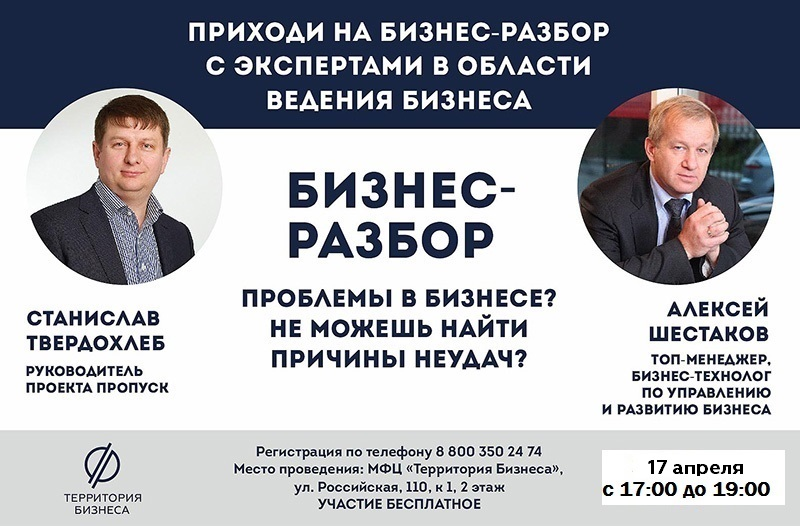 ПРИХОДИ НА БИЗНЕС-РАЗБОР
С ЭКСПЕРТАМИ В ОБЛАСТИ
ВЕДЕНИЯ БИЗНЕСА
БИЗНЕС-
РАЗБОР
ПРОБЛЕМЫ В БИЗНЕСЕ?
НЕ МОЖЕШЬ НАЙТИ
ПРИЧИНЫ НЕУДАЧ?
СТАНИСЛАВ
ТВЕРДОХЛЕБ
РУКОВОДИТЕЛЬ
ПРОЕКТА ПРОПУСК
АЛЕКСЕЙ
ШЕСТАКОВ
ТОП-МЕНЕДЖЕР,
БИЗНЕС-ТЕХНОЛОГ
ПО УПРАВЛЕНИЮ
И РАЗВИТИЮ БИЗНЕСА
ТЕРРИТОРИЯ
БИЗНЕСА
Регистрация по телефону 8 800 350 24 74
Место проведения: МФЦ «Территория Бизнеса»,
ул. Российская, 110, к 1, 2 этаж
УЧАСТИЕ БЕСПЛАТНОЕ
17 апреля
с 17:00 до 19:00